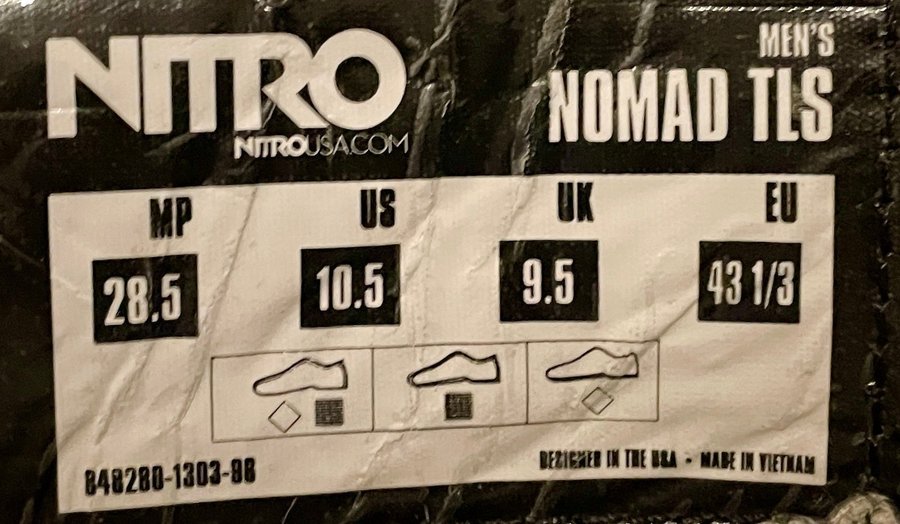 NITRO
NITROUSA.COM
MEN'S
NOMAD TLS
MP US UK EU
28.5 10.5 9.5 43 1/3
848280-1303-98
DESIGNED IN THE USA • MADE IN VIETNAM